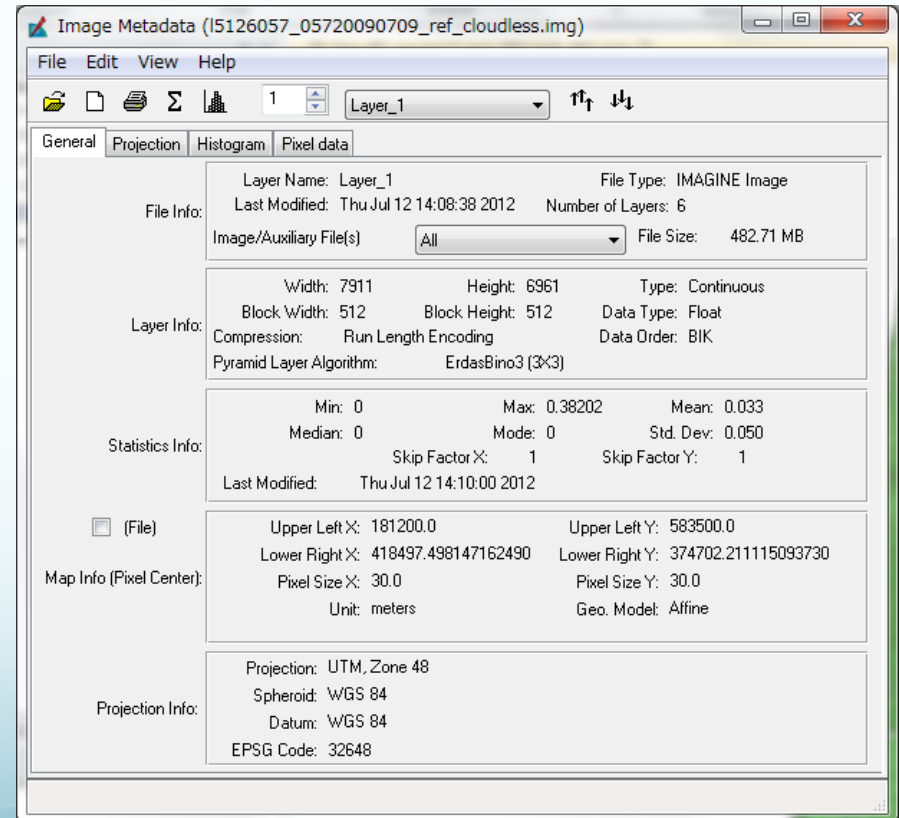 Image Metadata (l5126057_05720090709_ref_cloudless.img)
File Edit View Help
1 Layer_1
General Projection Histogram Pixel data
File Info:
Layer Name: Layer_1 File Type: IMAGINE Image
Last Modified: Thu Jul 12 14:08:38 2012 Number of Layers: 6
Image/Auxiliary File(s) All File Size: 482.71 MB
Layer Info:
Width: 7911 Height: 6961 Type: Continuous
Block Width: 512 Block Height: 512 Data Type: Float
Compression: Run Length Encoding Data Order: BIK
Pyramid Layer Algorithm: ErdasBino3 (3X3)
Statistics Info:
Min: 0 Max: 0.38202 Mean: 0.033
Median: 0 Mode: 0 Std. Dev: 0.050
Skip Factor X: 1 Skip Factor Y: 1
Last Modified: Thu Jul 12 14:10:00 2012
(File)
Map Info (Pixel Center):
Upper Left X: 181200.0 Upper Left Y: 583500.0
Lower Right X: 418497.498147162490 Lower Right Y: 374702.211115093730
Pixel Size X: 30.0 Pixel Size Y: 30.0
Unit: meters Geo. Model: Affine
Projection Info:
Projection: UTM, Zone 48
Spheroid: WGS 84
Datum: WGS 84
EPSG Code: 32648